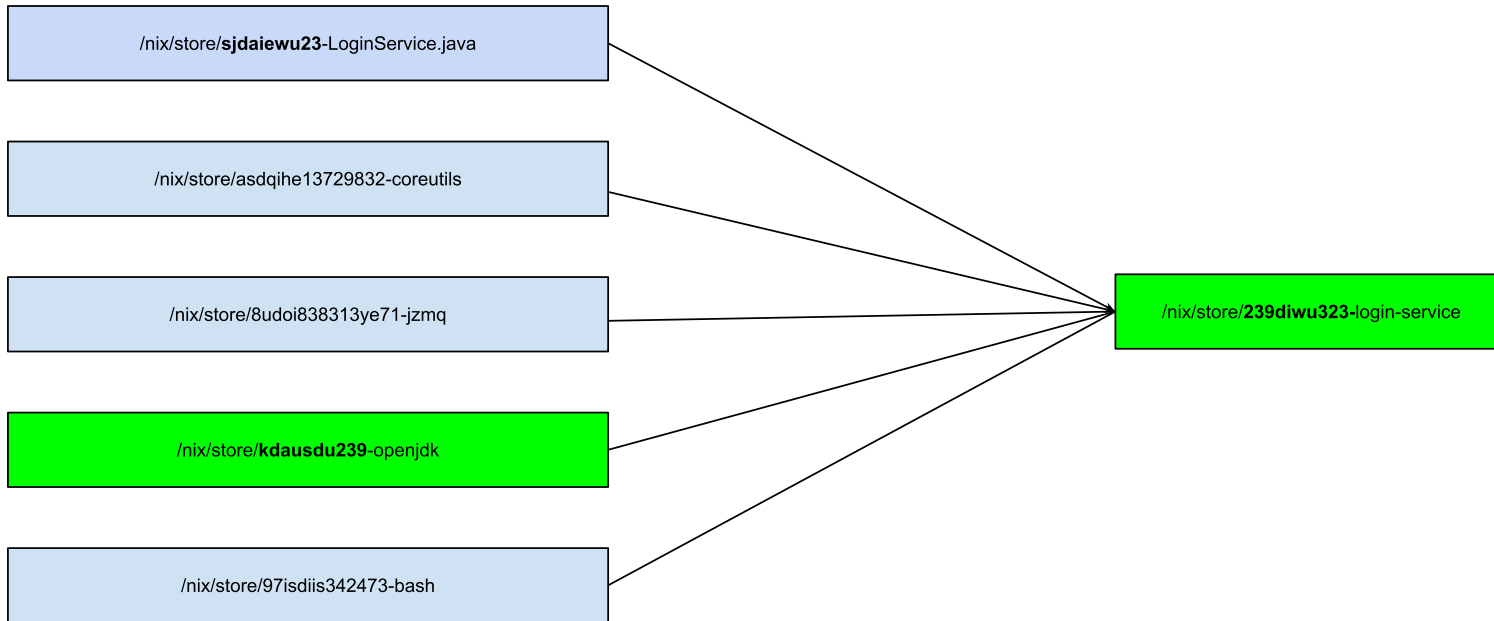 /nix/store/sjdaiewu23-LoginService.java
/nix/store/asdqihe13729832-coreutils
/nix/store/8udoi838313ye71-jzmq
/nix/store/239diwu323-login-service
/nix/store/kdausdu239-openjdk
/nix/store/97isdiis342473-bash